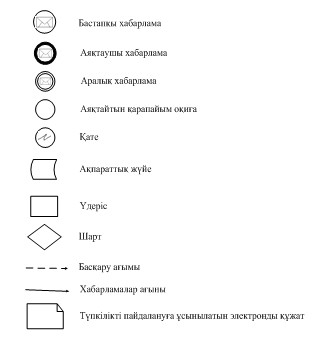 Бастапқы хабарлама
Аяқтаушы хабарлама
Аралық хабарлама
Аяқтайтын қарапайым оқиға
Қате
Ақпараттық жүйе
Үдеріс
Шарт
Басқару ағымы
Хабарламалар ағыны
Түпкілікті пайдалануға ұсынылатын электронды құжат